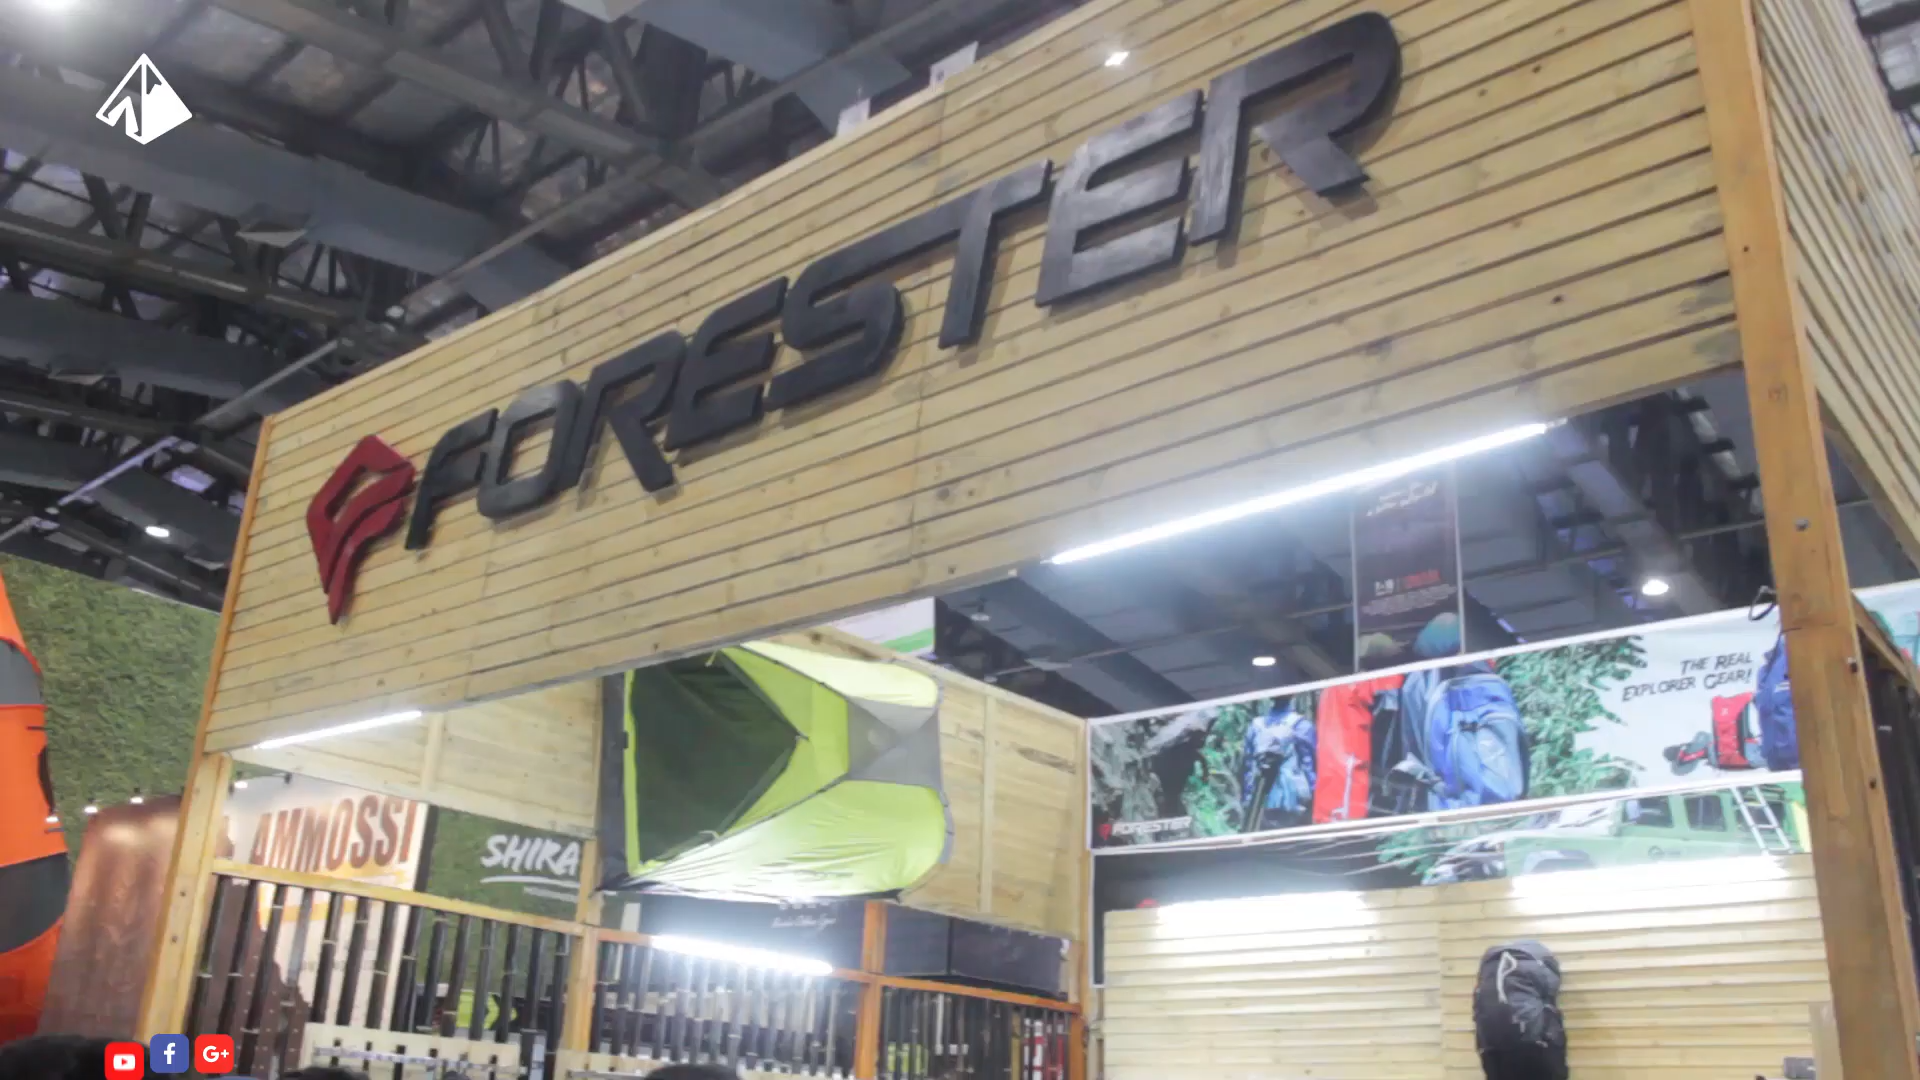 FORESTER
THE REAL
EXPLORER GEAR!
FORESTER
AMMOSSI
SHIRA
G+